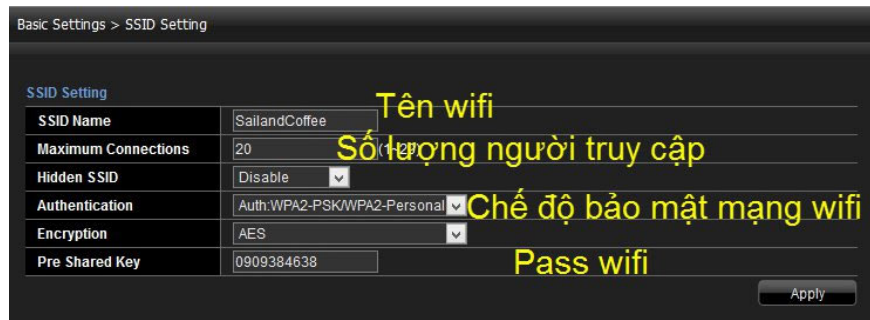 Basic Settings > SSID Setting
SSID Setting
Tên wifi
SSID Name SailandCoffee
Maximum Connections 20 Số lượng người truy cập
Hidden SSID Disable
Authentication Auth:WPA2-PSK/WPA2-Personal Chế độ bảo mật mạng wifi
Encryption AES
Pre Shared Key 0909384638 Pass wifi
Apply